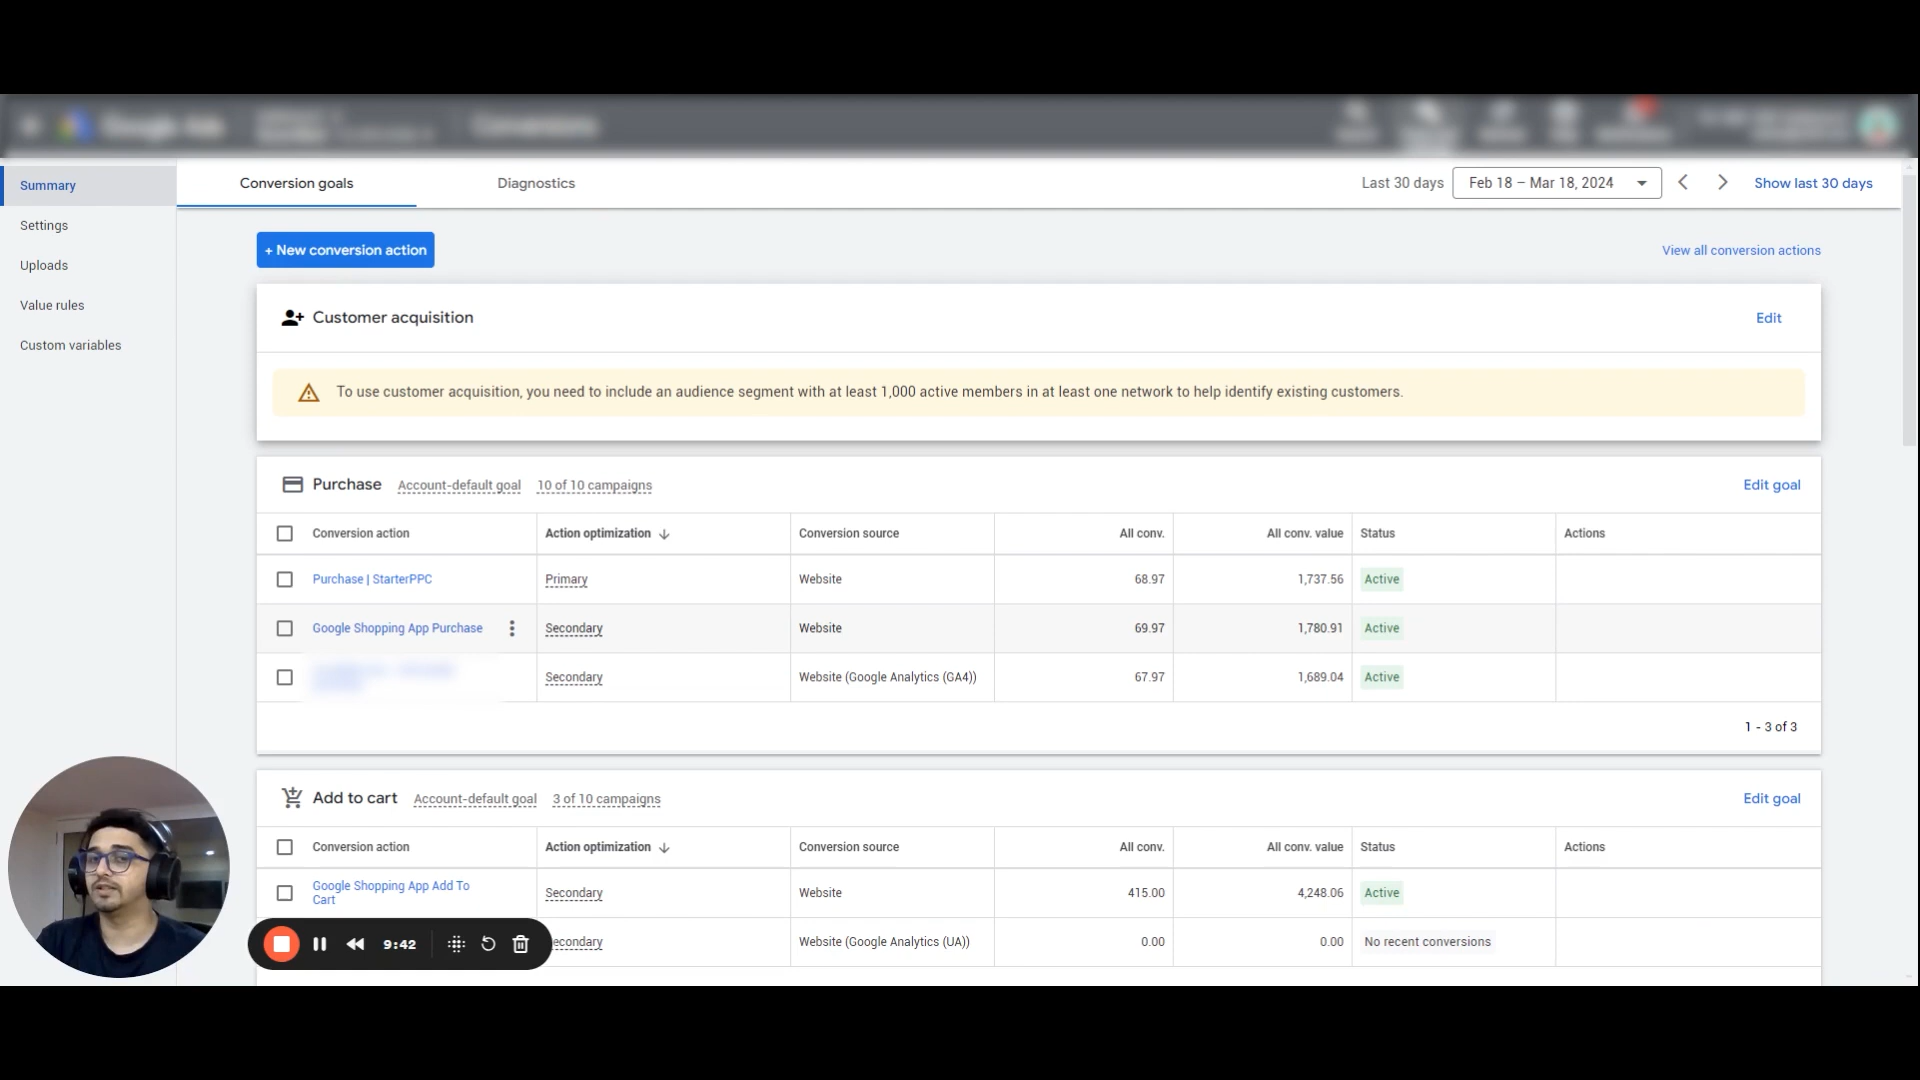 Google Ads
Conversions
Summary
Settings
Uploads
Value rules
Custom variables
Conversion goals
Diagnostics
Last 30 days
Feb 18 – Mar 18, 2024
Show last 30 days
+ New conversion action
View all conversion actions
Customer acquisition
Edit
To use customer acquisition, you need to include an audience segment with at least 1,000 active members in at least one network to help identify existing customers.
Purchase Account-default goal 10 of 10 campaigns Edit goal
Conversion action Action optimization Conversion source All conv. All conv. value Status Actions
Purchase | StarterPPC Primary Website 68.97 1,737.56 Active
Google Shopping App Purchase Secondary Website 69.97 1,780.91 Active
Secondary Website (Google Analytics (GA4)) 67.97 1,689.04 Active
1 - 3 of 3
Add to cart Account-default goal 3 of 10 campaigns Edit goal
Conversion action Action optimization Conversion source All conv. All conv. value Status Actions
Google Shopping App Add To
Cart
Secondary Website 415.00 4,248.06 Active
econdary Website (Google Analytics (UA)) 0.00 0.00 No recent conversions
9:42